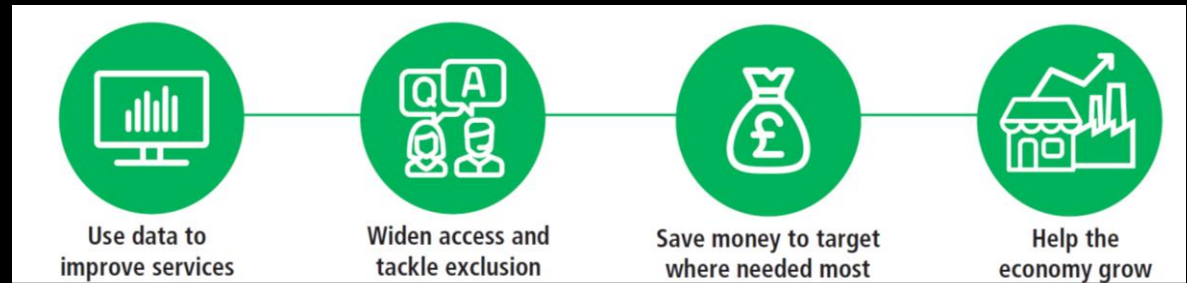 Q A
£
Use data to
improve services
Widen access and
tackle exclusion
Save money to target
where needed most
Help the
economy grow